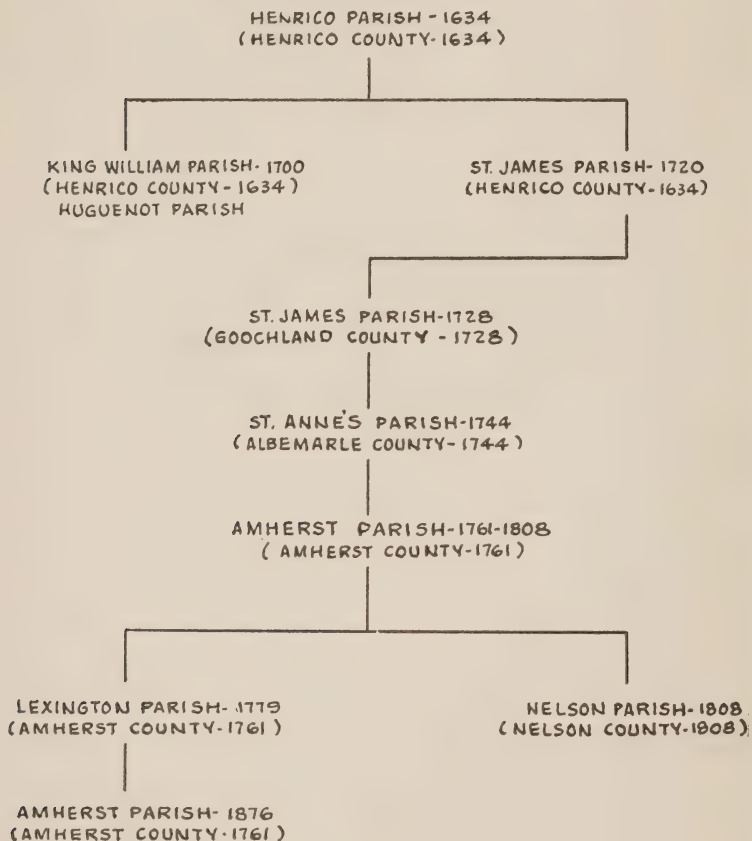 HENRICO PARISH - 1634
(HENRICO COUNTY - 1634)
KING WILLIAM PARISH - 1700
(HENRICO COUNTY - 1634)
HUGUENOT PARISH
ST. JAMES PARISH - 1720
(HENRICO COUNTY - 1634)
ST. JAMES PARISH - 1728
(GOOCHLAND COUNTY - 1728)
ST. ANNE'S PARISH - 1744
(ALBEMARLE COUNTY - 1744)
AMHERST PARISH - 1761-1808
(AMHERST COUNTY - 1761)
LEXINGTON PARISH - 1779
(AMHERST COUNTY - 1761)
NELSON PARISH - 1808
(NELSON COUNTY - 1808)
AMHERST PARISH - 1876
(AMHERST COUNTY - 1761)